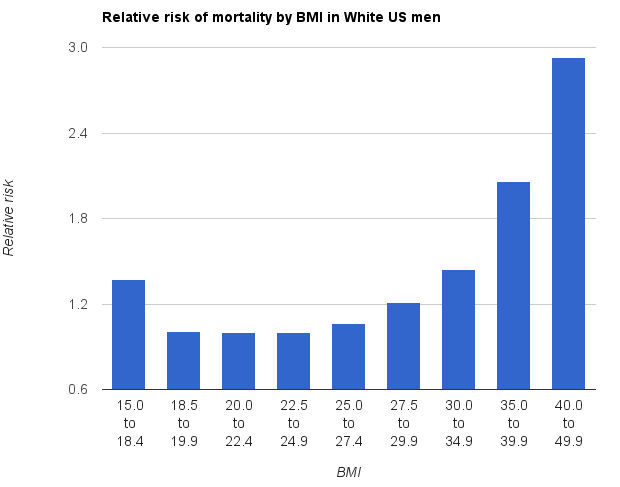 Relative risk of mortality by BMI in White US men
3.0
2.4
1.8
1.2
0.6
Relative risk
15.0 18.5 20.0 22.5 25.0 27.5 30.0 35.0 40.0
to to to to to to to to to
18.4 19.9 22.4 24.9 27.4 29.9 34.9 39.9 49.9
BMI